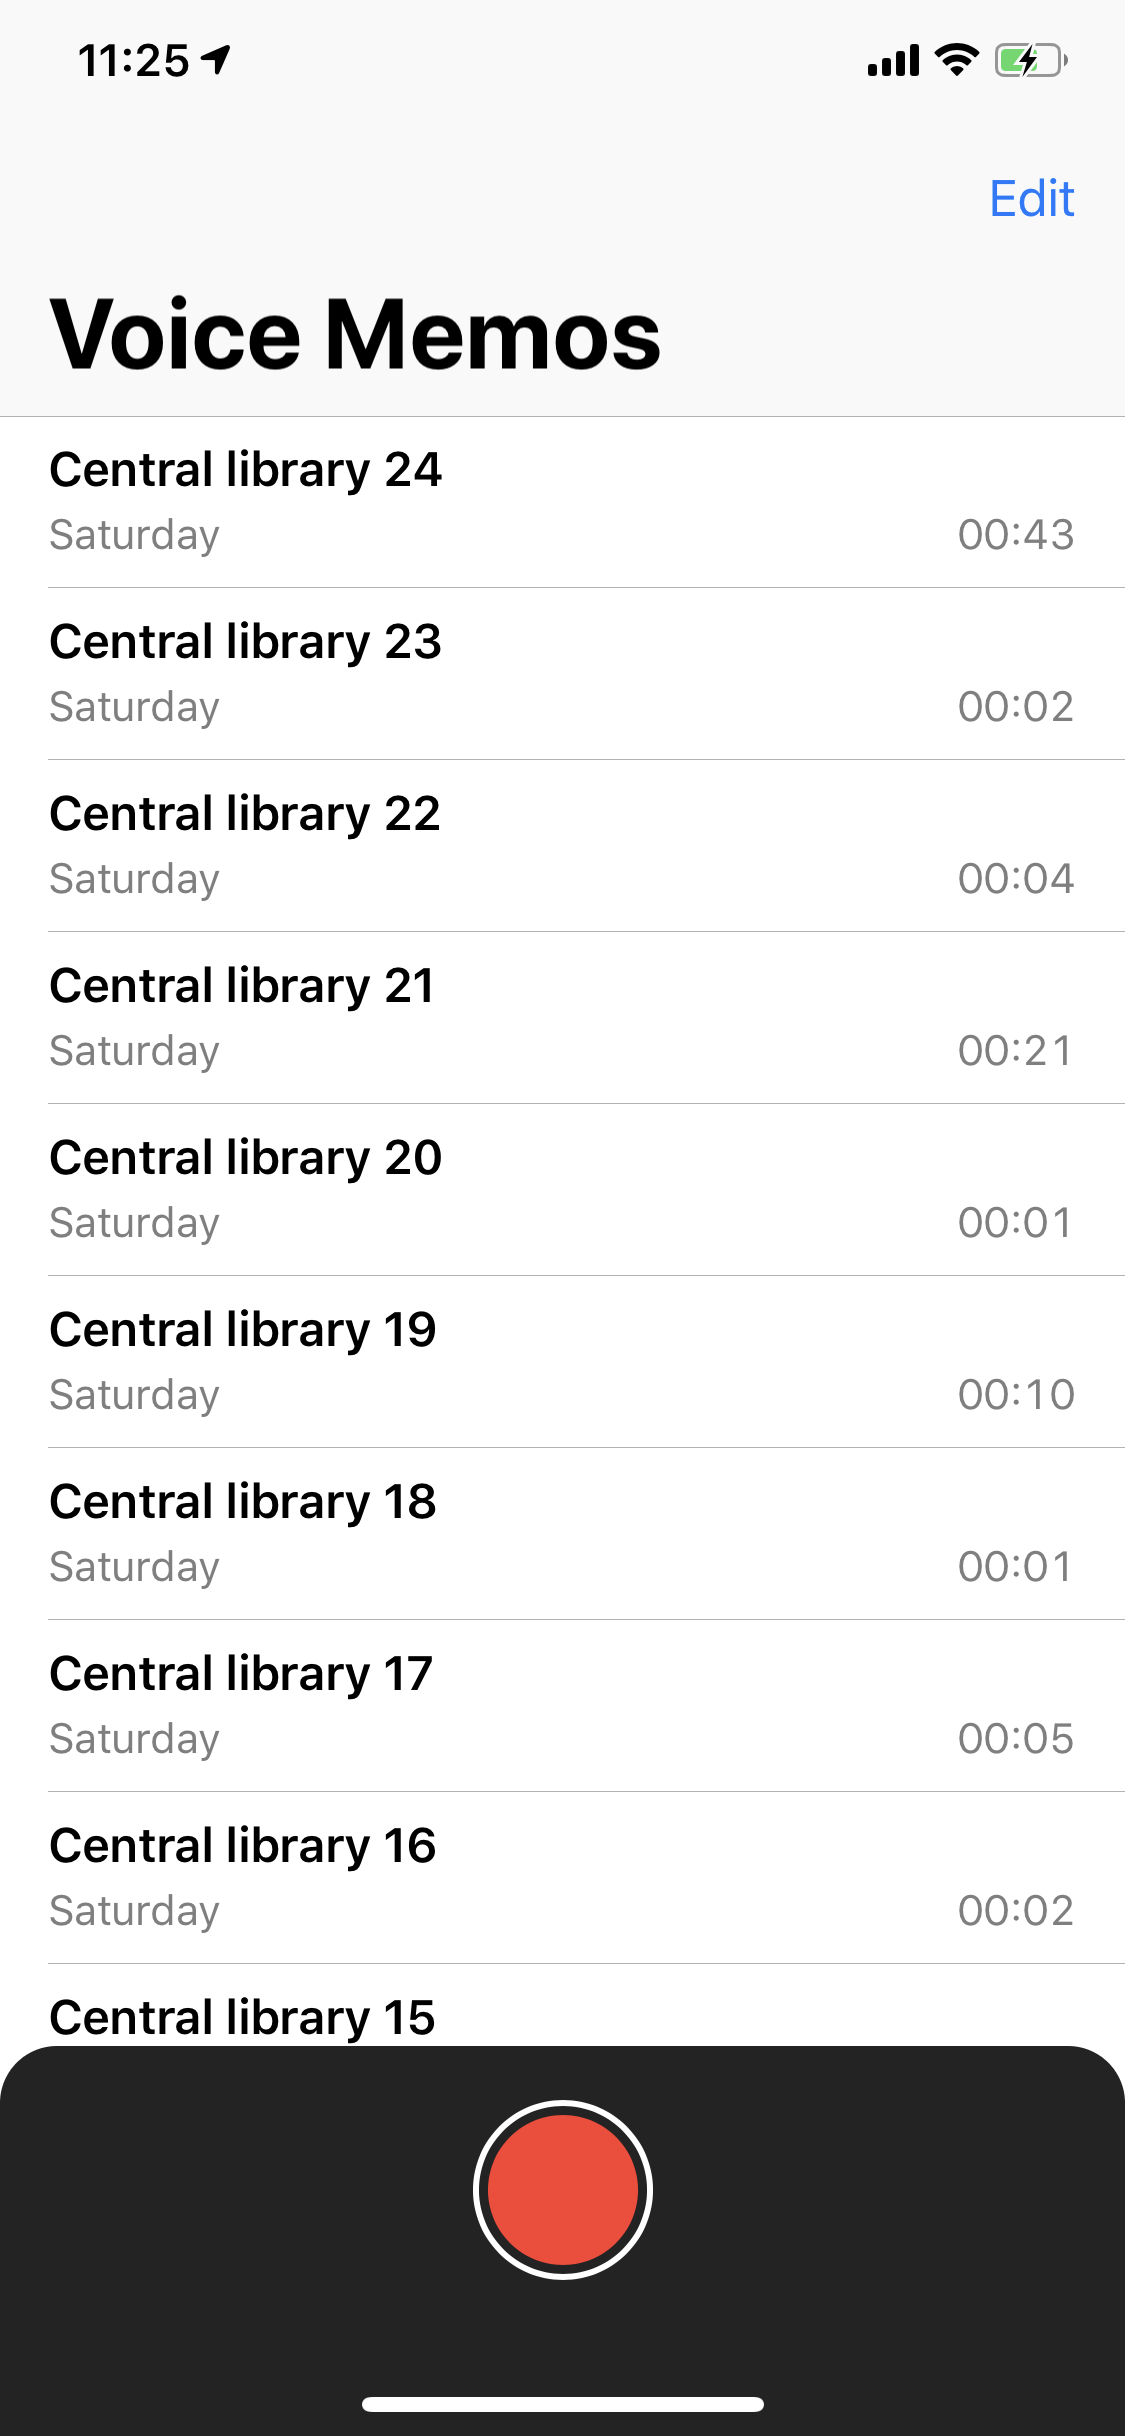 11:25
Edit
Voice Memos
Central library 24
Saturday 00:43
Central library 23
Saturday 00:02
Central library 22
Saturday 00:04
Central library 21
Saturday 00:21
Central library 20
Saturday 00:01
Central library 19
Saturday 00:10
Central library 18
Saturday 00:01
Central library 17
Saturday 00:05
Central library 16
Saturday 00:02
Central library 15